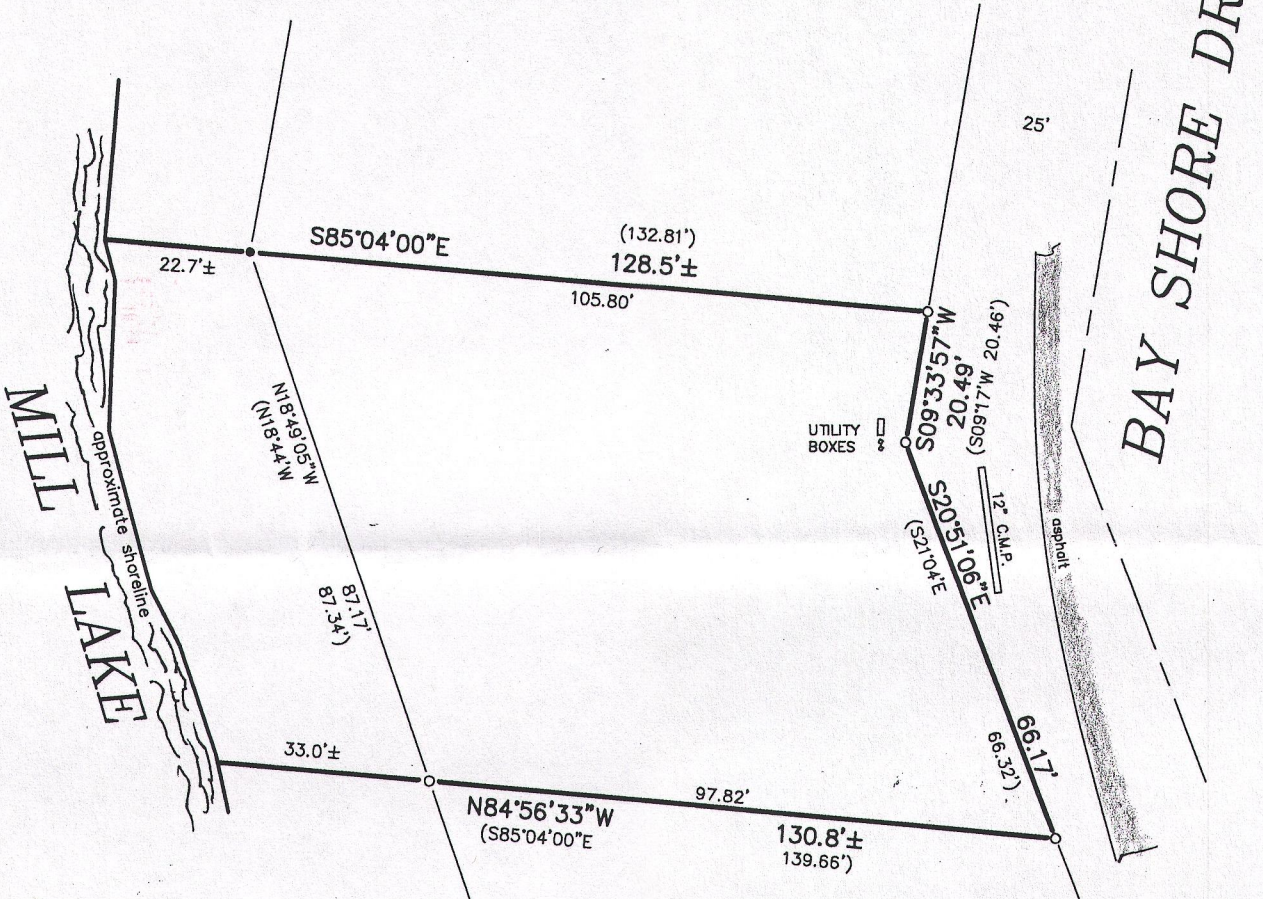 BAY SHORE DR
25'
S85°04'00"E
(132.81')
128.5'±
22.7'±
105.80'
S09°33'57"W
20.49'
(S09°17'W 20.46')
UTILITY
BOXES
12" C.M.P.
asphalt
S20°51'06"E
(S21°04'E
66.17'
66.32')
N18°49'05"W
(N18°44'W
87.17'
87.34')
MILL LAKE
approximate shoreline
33.0'±
97.82'
N84°56'33"W
(S85°04'00"E
130.8'±
139.66')